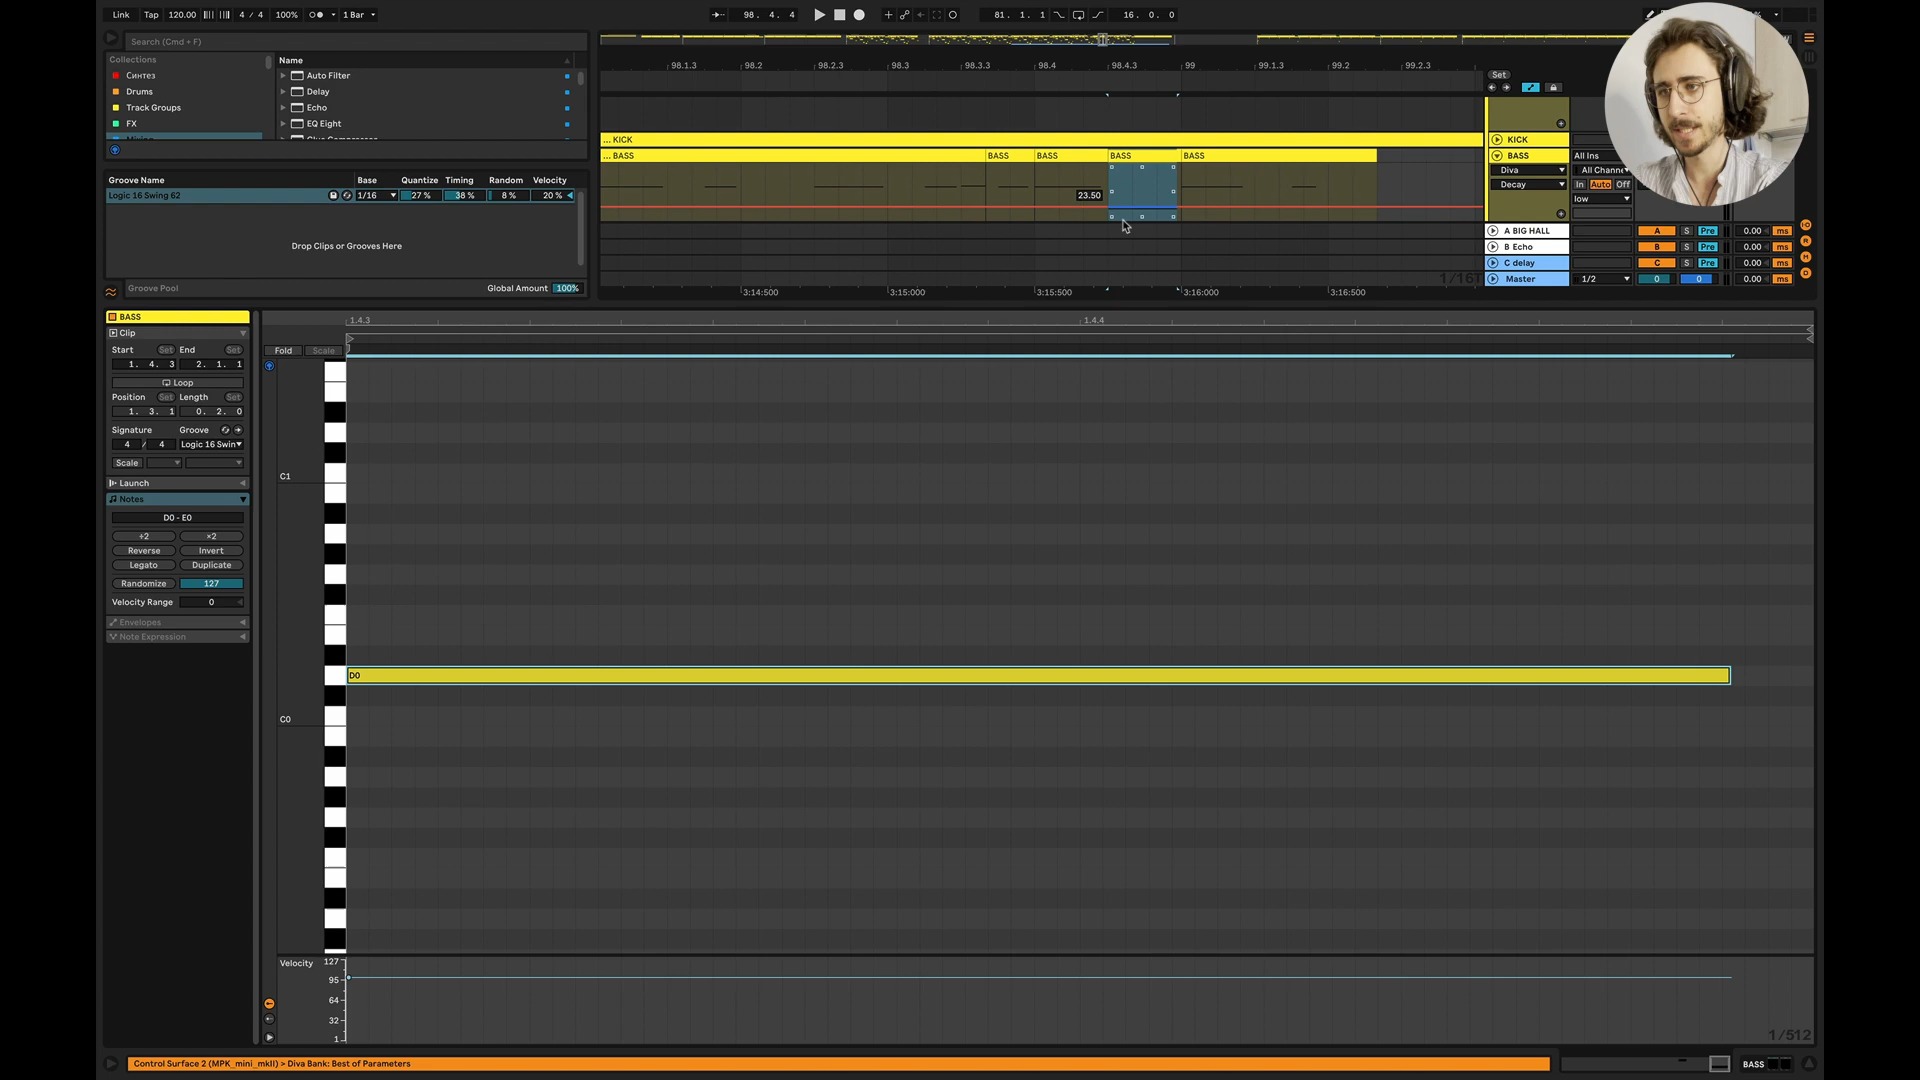 Link Tap 120.00 4 / 4 100% 1 Bar 98. 4. 4 81. 1. 1 16. 0. 0
Search (Cmd + F)
Collections
Синтез
Drums
Track Groups
FX
Name
Auto Filter
Delay
Echo
EQ Eight
Groove Name Base Quantize Timing Random Velocity
Logic 16 Swing 62 1/16 27 % 38 % 8 % 20 %
Drop Clips or Grooves Here
Groove Pool Global Amount 100%
98.1.3 98.2 98.2.3 98.3 98.3.3 98.4 98.4.3 99 99.1.3 99.2 99.2.3
... KICK
... BASS BASS BASS BASS BASS
23.50
1/16T
3:14:500 3:15:000 3:15:500 3:16:000 3:16:500
Set
KICK
BASS All Ins
Diva All Channe
Decay In Auto Off
low
A BIG HALL A S Pre 0.00 ms
B Echo B S Pre 0.00 ms
C delay C S Pre 0.00 ms
Master 1/2 0 0 0.00 ms
BASS
Clip
Start Set End Set
1. 4. 3 2. 1. 1
Loop
Position Set Length Set
1. 3. 1 0. 2. 0
Signature Groove
4 / 4 Logic 16 Swin
Scale
Launch
Notes
D0 - E0
÷2 ×2
Reverse Invert
Legato Duplicate
Randomize 127
Velocity Range 0
Envelopes
Note Expression
1.4.3 1.4.4
Fold Scale
C1
D0
C0
Velocity 127
95
64
32
1
1/512
Control Surface 2 (MPK_mini_mkII) > Diva Bank: Best of Parameters
BASS